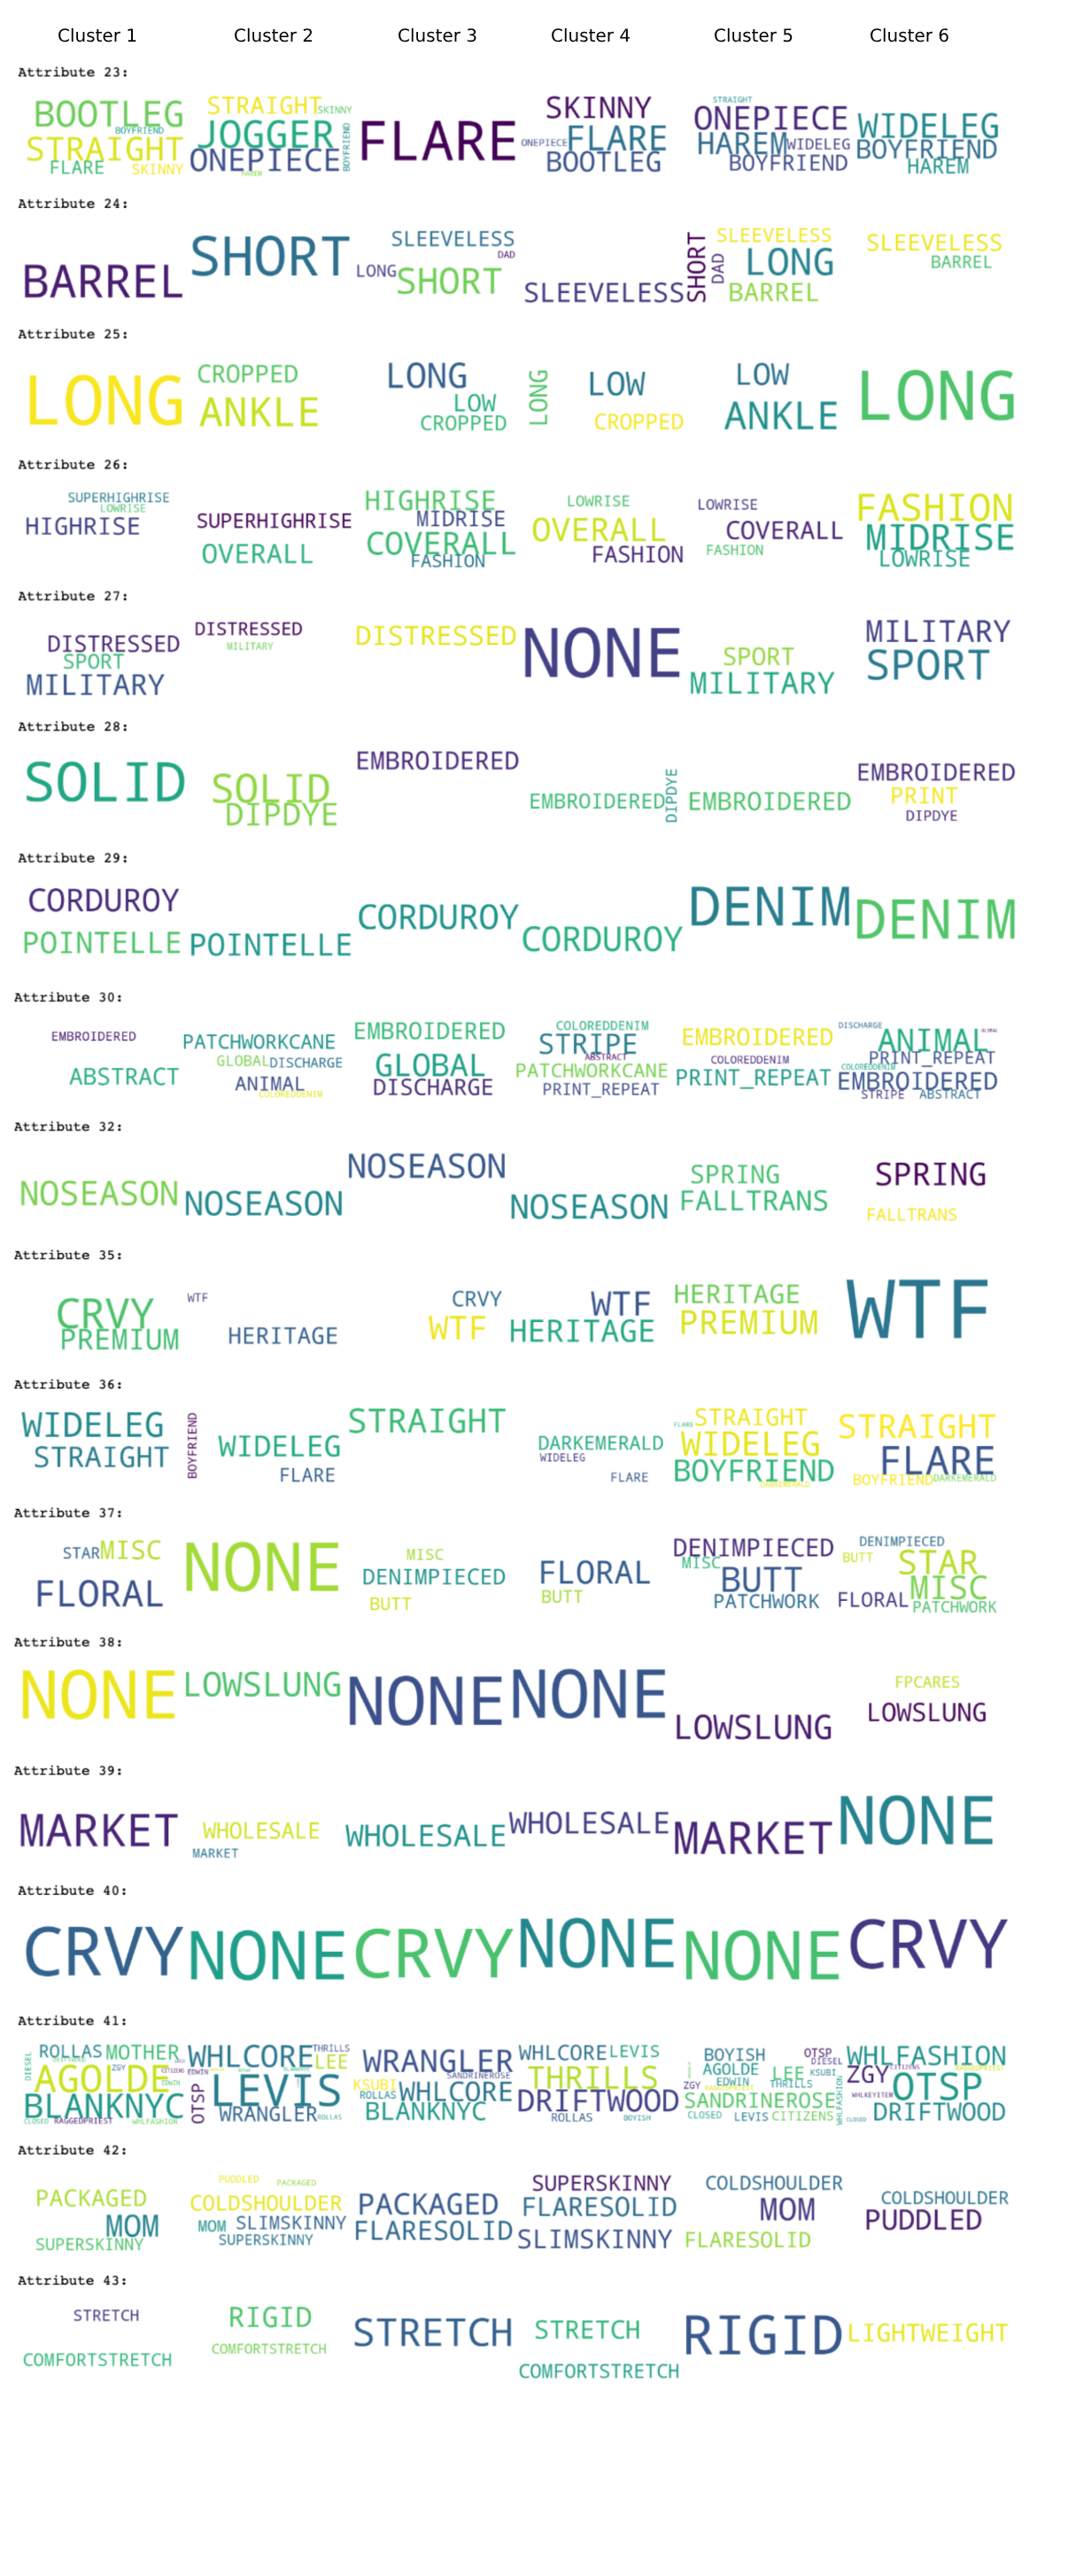 Cluster 1 Cluster 2 Cluster 3 Cluster 4 Cluster 5 Cluster 6
Attribute 23:
BOOTLEG BOYFRIEND STRAIGHT FLARE SKINNY
STRAIGHT SKINNY JOGGER ONEPIECE BOYFRIEND HAREM
FLARE
SKINNY ONEPIECE FLARE BOOTLEG
STRAIGHT ONEPIECE HAREM WIDELEG BOYFRIEND
WIDELEG BOYFRIEND HAREM
Attribute 24:
BARREL
SHORT
SLEEVELESS DAD LONG SHORT
SLEEVELESS
SHORT DAD SLEEVELESS LONG BARREL
SLEEVELESS BARREL
Attribute 25:
LONG
CROPPED ANKLE
LONG LOW CROPPED
LONG LOW CROPPED
LOW ANKLE
LONG
Attribute 26:
SUPERHIGHRISE LOWRISE HIGHRISE
SUPERHIGHRISE OVERALL
HIGHRISE MIDRISE COVERALL FASHION
LOWRISE OVERALL FASHION
LOWRISE COVERALL FASHION
FASHION MIDRISE LOWRISE
Attribute 27:
DISTRESSED SPORT MILITARY
DISTRESSED MILITARY
DISTRESSED
NONE
SPORT MILITARY
MILITARY SPORT
Attribute 28:
SOLID
SOLID DIPDYE
EMBROIDERED
EMBROIDERED DIPDYE
EMBROIDERED
EMBROIDERED PRINT DIPDYE
Attribute 29:
CORDUROY POINTELLE
POINTELLE
CORDUROY
CORDUROY
DENIM
DENIM
Attribute 30:
EMBROIDERED ABSTRACT
PATCHWORKCANE GLOBAL DISCHARGE ANIMAL COLOREDDENIM
EMBROIDERED GLOBAL DISCHARGE
COLOREDDENIM STRIPE ABSTRACT PATCHWORKCANE PRINT_REPEAT
EMBROIDERED COLOREDDENIM PRINT_REPEAT
DISCHARGE ANIMAL GLOBAL PRINT_REPEAT COLOREDDENIM EMBROIDERED STRIPE ABSTRACT
Attribute 32:
NOSEASON
NOSEASON
NOSEASON
NOSEASON
SPRING FALLTRANS
SPRING FALLTRANS
Attribute 35:
CRVY PREMIUM
WTF HERITAGE
CRVY WTF
WTF HERITAGE
HERITAGE PREMIUM
WTF
Attribute 36:
WIDELEG STRAIGHT
BOYFRIEND WIDELEG FLARE
STRAIGHT
DARKEMERALD WIDELEG FLARE
FLARE STRAIGHT WIDELEG BOYFRIEND DARKEMERALD
STRAIGHT FLARE BOYFRIEND DARKEMERALD
Attribute 37:
STAR MISC FLORAL
NONE
MISC DENIMPIECED BUTT
FLORAL BUTT
DENIMPIECED MISC BUTT PATCHWORK
DENIMPIECED BUTT STAR MISC FLORAL PATCHWORK
Attribute 38:
NONE
LOWSLUNG
NONE
NONE
LOWSLUNG
FPCARES LOWSLUNG
Attribute 39:
MARKET
WHOLESALE MARKET
WHOLESALE
WHOLESALE
MARKET
NONE
Attribute 40:
CRVY
NONE
CRVY
NONE
NONE
CRVY
Attribute 41:
DIESEL ROLLAS MOTHER DRIFTWOOD ZGY CITIZENS AGOLDE EDWIN BLANKNYC CLOSED RAGGEDPRIEST WHLFASHION
WHLCORE THRILLS LEE EDWIN OTSP LEVIS WRANGLER ROLLAS
WRANGLER SANDRINEROSE KSUBI ROLLAS WHLCORE BLANKNYC
WHLCORE LEVIS THRILLS DRIFTWOOD ROLLAS BOYISH
BOYISH OTSP DIESEL AGOLDE LEE KSUBI EDWIN THRILLS ZGY RAGGEDPRIEST SANDRINEROSE CLOSED LEVIS CITIZENS WHLFASHION
WHLFASHION ZGY CITIZENS RAGGEDPRIEST OTSP WHLKEYITEM CLOSED DRIFTWOOD
Attribute 42:
PACKAGED MOM SUPERSKINNY
PUDDLED PACKAGED COLDSHOULDER MOM SLIMSKINNY SUPERSKINNY
PACKAGED FLARESOLID
SUPERSKINNY FLARESOLID SLIMSKINNY
COLDSHOULDER MOM FLARESOLID
COLDSHOULDER PUDDLED
Attribute 43:
STRETCH COMFORTSTRETCH
RIGID COMFORTSTRETCH
STRETCH
STRETCH COMFORTSTRETCH
RIGID
LIGHTWEIGHT